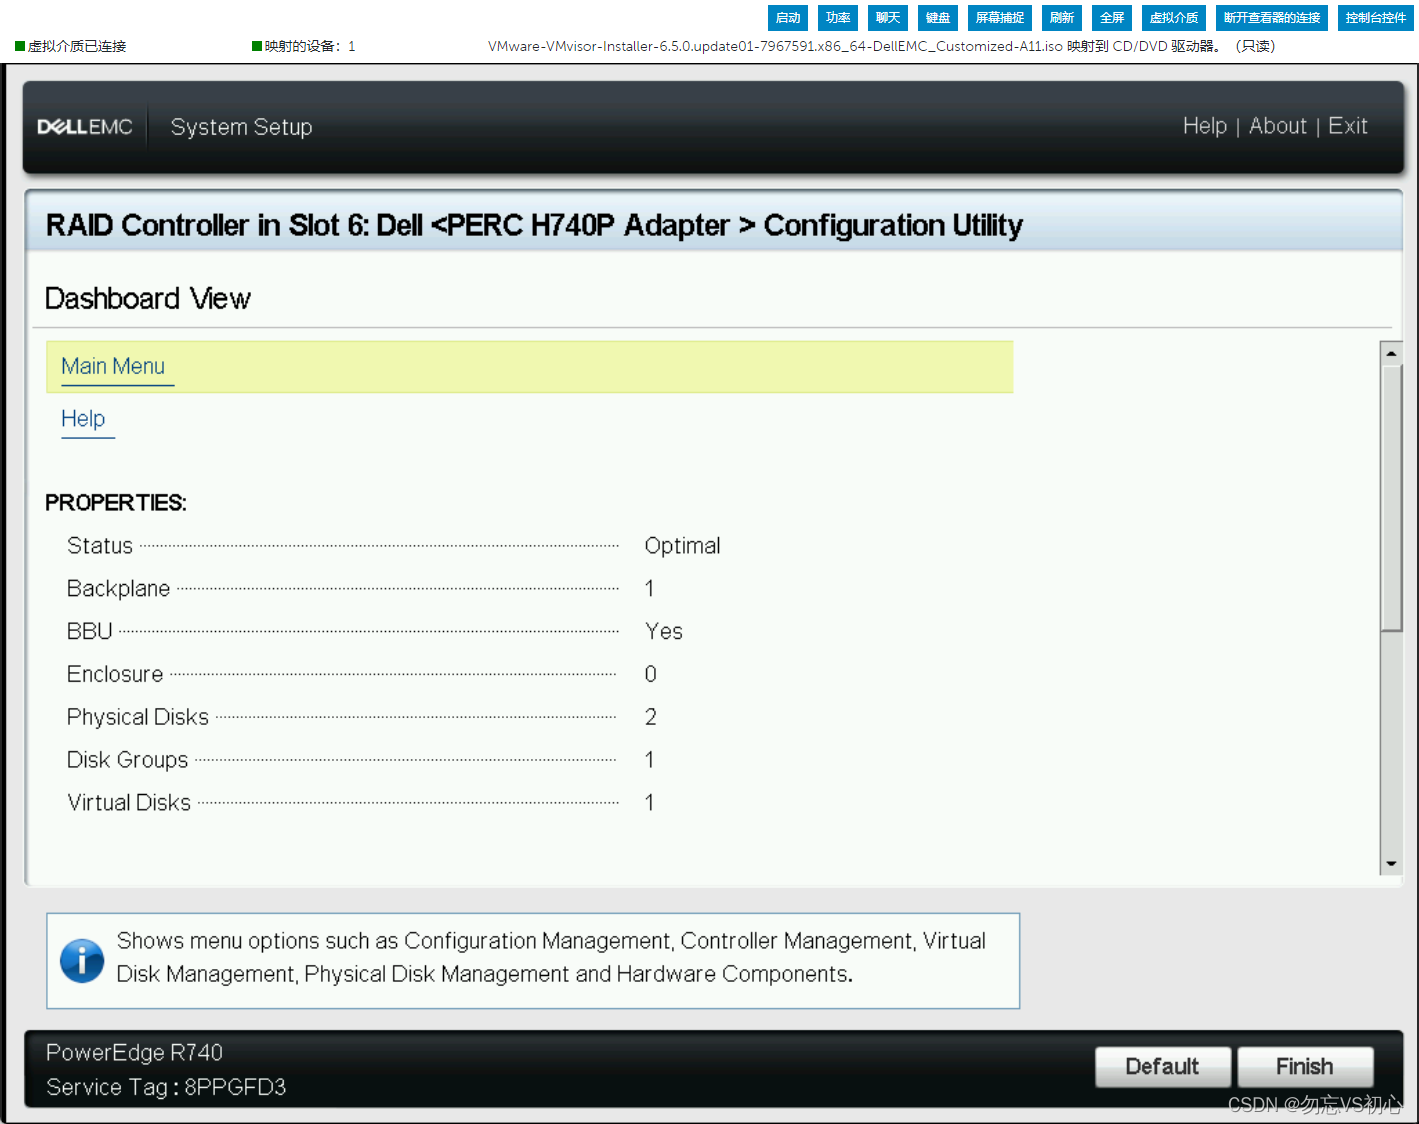 启动 功率 聊天 键盘 屏幕捕捉 刷新 全屏 虚拟介质 断开查看器的连接 控制台控件
虚拟介质已连接 映射的设备：1 VMware-VMvisor-Installer-6.5.0.update01-7967591.x86_64-DellEMC_Customized-A11.iso 映射到 CD/DVD 驱动器。（只读）
DELLEMC System Setup Help | About | Exit
RAID Controller in Slot 6: Dell <PERC H740P Adapter > Configuration Utility
Dashboard View
Main Menu
Help
PROPERTIES:
Status Optimal
Backplane 1
BBU Yes
Enclosure 0
Physical Disks 2
Disk Groups 1
Virtual Disks 1
Shows menu options such as Configuration Management, Controller Management, Virtual
Disk Management, Physical Disk Management and Hardware Components.
PowerEdge R740
Service Tag : 8PPGFD3
Default Finish
CSDN @勿忘VS初心